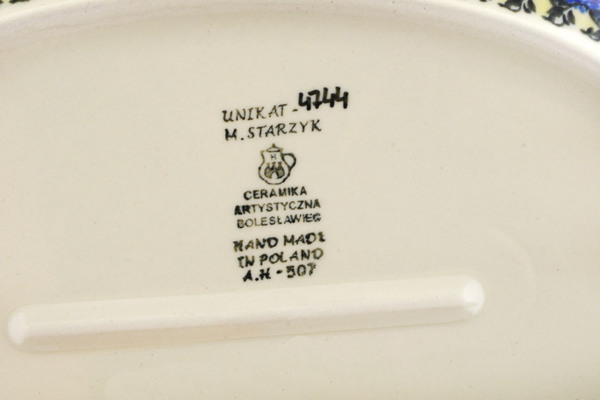 UNIKAT - 4744
M. STARZYK
H
CERAMIKA
ARTYSTYCZNA
BOLESŁAWIEC
HAND MADE
IN POLAND
A.H - 507